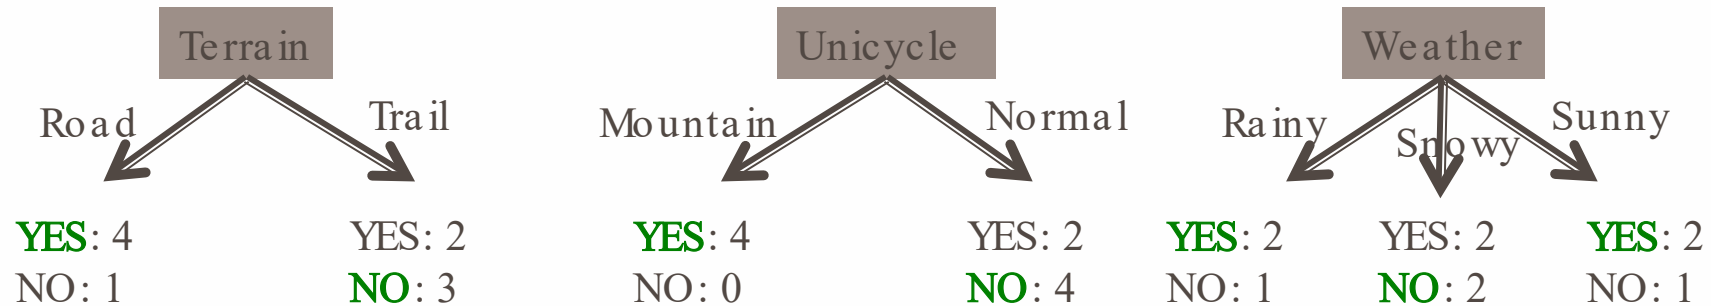 Terrain
Unicycle
Weather
Road
Trail
Mountain
Normal
Rainy
Snowy
Sunny
YES: 4
YES: 2
YES: 4
YES: 2
YES: 2
YES: 2
YES: 2
NO: 1
NO: 3
NO: 0
NO: 4
NO: 1
NO: 2
NO: 1